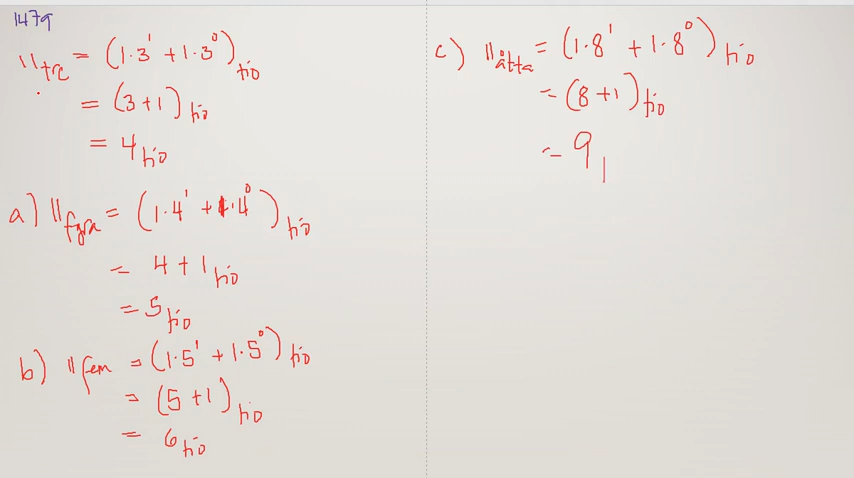 1479
11tre = (1·3¹ + 1·3⁰)tio
= (3+1)tio
= 4tio
a) 11fyra = (1·4¹ + 1·4⁰)tio
= 4+1tio
= 5tio
b) 11fem = (1·5¹ + 1·5⁰)tio
= (5+1)tio
= 6tio
c) 11åtta = (1·8¹ + 1·8⁰)tio
= (8+1)tio
= 9